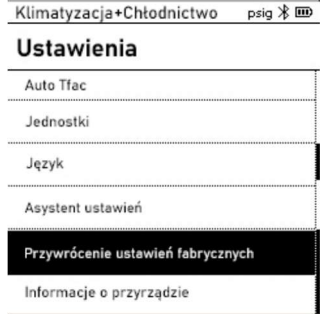 Klimatyzacja+Chłodnictwo psig
Ustawienia
Auto Tfac
Jednostki
Język
Asystent ustawień
Przywrócenie ustawień fabrycznych
Informacje o przyrządzie